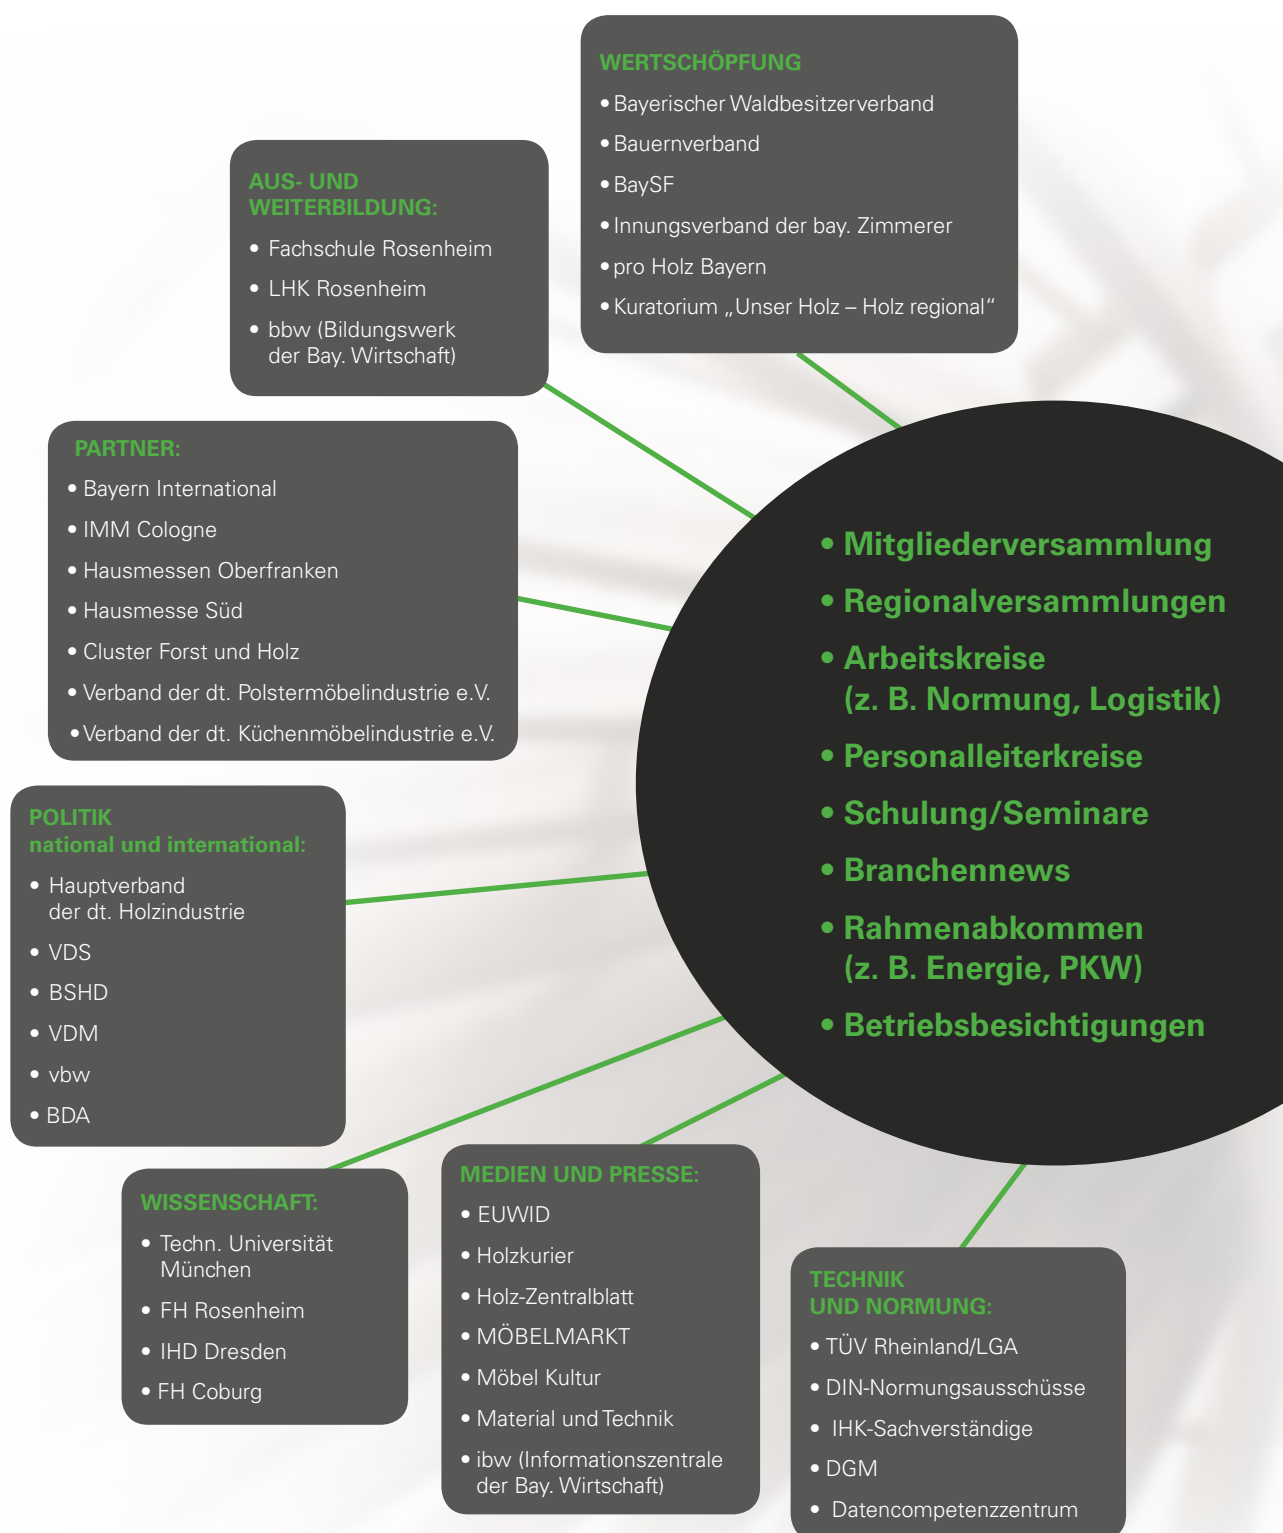 WERTSCHÖPFUNG
• Bayerischer Waldbesitzerverband
• Bauernverband
• BaySF
• Innungsverband der bay. Zimmerer
• pro Holz Bayern
• Kuratorium „Unser Holz – Holz regional“
AUS- UND
WEITERBILDUNG:
• Fachschule Rosenheim
• LHK Rosenheim
• bbw (Bildungswerk
der Bay. Wirtschaft)
PARTNER:
• Bayern International
• IMM Cologne
• Hausmessen Oberfranken
• Hausmesse Süd
• Cluster Forst und Holz
• Verband der dt. Polstermöbelindustrie e.V.
• Verband der dt. Küchenmöbelindustrie e.V.
• Mitgliederversammlung
• Regionalversammlungen
• Arbeitskreise
(z. B. Normung, Logistik)
• Personalleiterkreise
• Schulung/Seminare
• Branchennews
• Rahmenabkommen
(z. B. Energie, PKW)
• Betriebsbesichtigungen
POLITIK
national und international:
• Hauptverband
der dt. Holzindustrie
• VDS
• BSHD
• VDM
• vbw
• BDA
WISSENSCHAFT:
• Techn. Universität
München
• FH Rosenheim
• IHD Dresden
• FH Coburg
MEDIEN UND PRESSE:
• EUWID
• Holzkurier
• Holz-Zentralblatt
• MÖBELMARKT
• Möbel Kultur
• Material und Technik
• ibw (Informationszentrale
der Bay. Wirtschaft)
TECHNIK
UND NORMUNG:
• TÜV Rheinland/LGA
• DIN-Normungsausschüsse
• IHK-Sachverständige
• DGM
• Datencompetenzzentrum